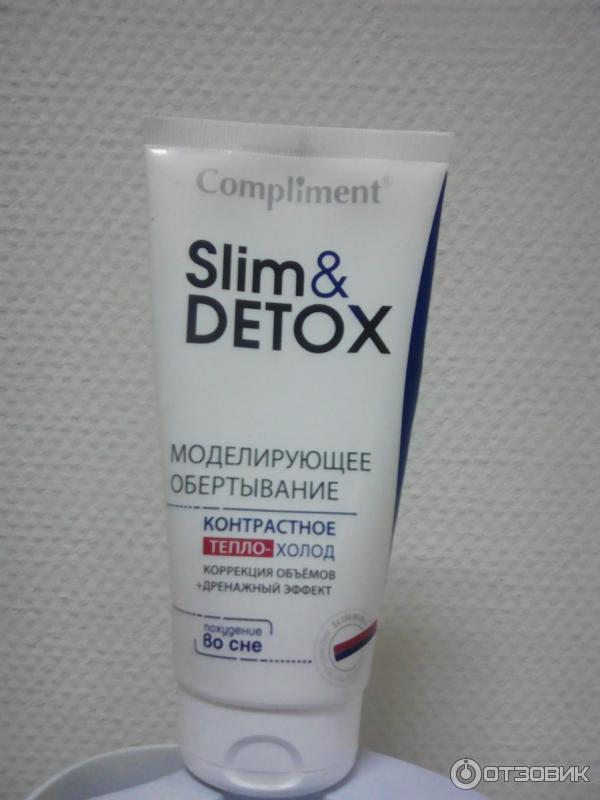 Compliment®
Slim&
DETOX
МОДЕЛИРУЮЩЕЕ
ОБЕРТЫВАНИЕ
КОНТРАСТНОЕ
ТЕПЛО-ХОЛОД
КОРРЕКЦИЯ ОБЪЁМОВ
+ДРЕНАЖНЫЙ ЭФФЕКТ
похудение
во сне
ОТЗОВИК